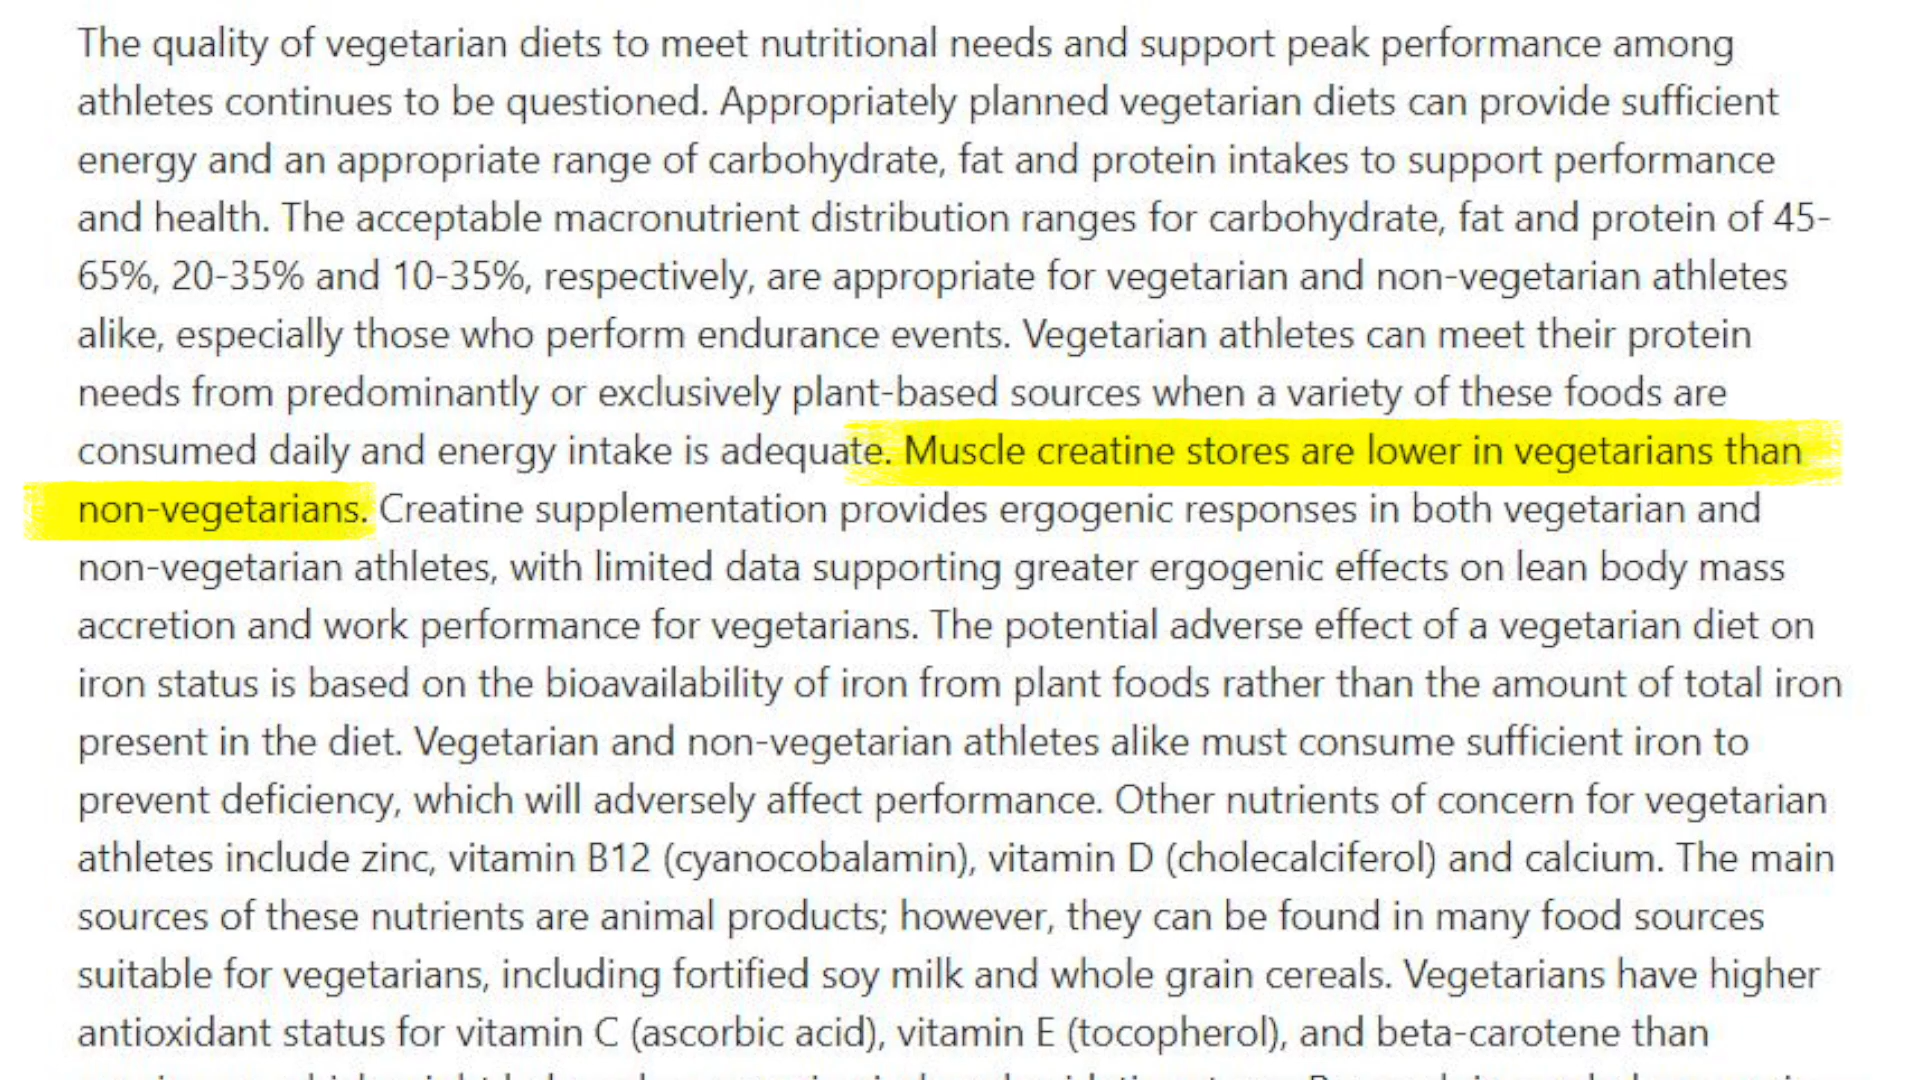 The quality of vegetarian diets to meet nutritional needs and support peak performance among
athletes continues to be questioned. Appropriately planned vegetarian diets can provide sufficient
energy and an appropriate range of carbohydrate, fat and protein intakes to support performance
and health. The acceptable macronutrient distribution ranges for carbohydrate, fat and protein of 45-
65%, 20-35% and 10-35%, respectively, are appropriate for vegetarian and non-vegetarian athletes
alike, especially those who perform endurance events. Vegetarian athletes can meet their protein
needs from predominantly or exclusively plant-based sources when a variety of these foods are
consumed daily and energy intake is adequate. Muscle creatine stores are lower in vegetarians than
non-vegetarians. Creatine supplementation provides ergogenic responses in both vegetarian and
non-vegetarian athletes, with limited data supporting greater ergogenic effects on lean body mass
accretion and work performance for vegetarians. The potential adverse effect of a vegetarian diet on
iron status is based on the bioavailability of iron from plant foods rather than the amount of total iron
present in the diet. Vegetarian and non-vegetarian athletes alike must consume sufficient iron to
prevent deficiency, which will adversely affect performance. Other nutrients of concern for vegetarian
athletes include zinc, vitamin B12 (cyanocobalamin), vitamin D (cholecalciferol) and calcium. The main
sources of these nutrients are animal products; however, they can be found in many food sources
suitable for vegetarians, including fortified soy milk and whole grain cereals. Vegetarians have higher
antioxidant status for vitamin C (ascorbic acid), vitamin E (tocopherol), and beta-carotene than